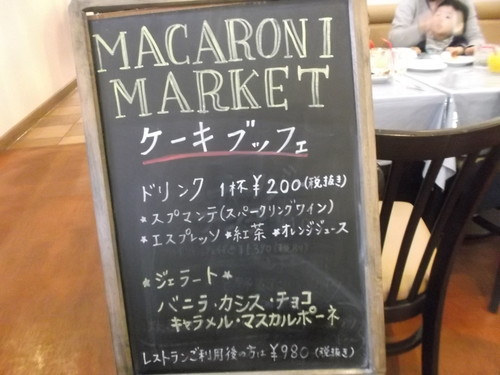 MACARONI
MARKET
ケーキブッフェ
ドリンク 1杯¥200(税抜き)
★スプマンテ(スパークリングワイン)
★エスプレッソ ★紅茶 ★オレンジジュース
★ジェラート★
バニラ・カシス・チョコ
キャラメル・マスカルポーネ
レストランご利用後の方は¥980(税抜き)